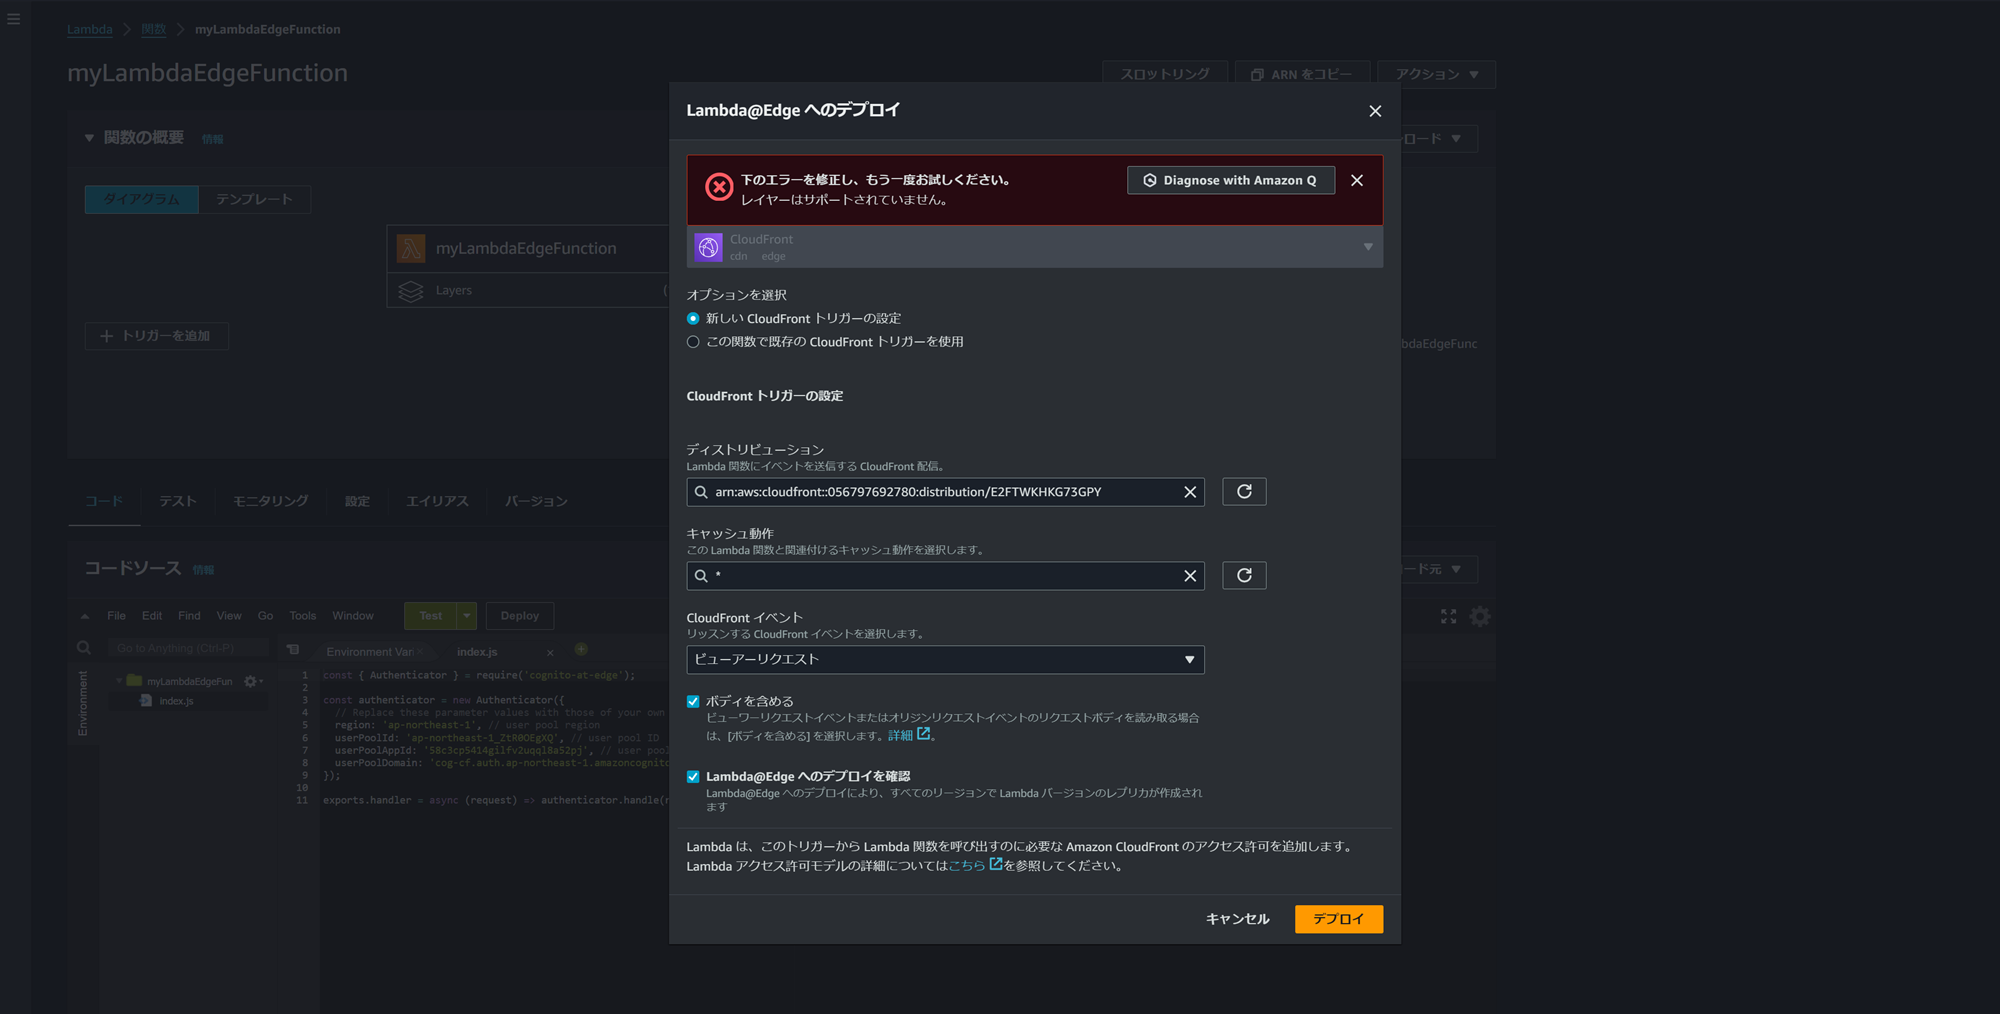 Lambda > 関数 > myLambdaEdgeFunction
myLambdaEdgeFunction
スロットリング
ARN をコピー
アクション
関数の概要 情報
ロード
ダイアグラム
テンプレート
myLambdaEdgeFunction
Layers
(
トリガーを追加
bdaEdgeFunc
コード
テスト
モニタリング
設定
エイリアス
バージョン
コードソース 情報
ード元
File Edit Find View Go Tools Window
Test
Deploy
Go to Anything (Ctrl-P)
Environment Vari
index.js
Environment
myLambdaEdgeFun
index.js
1 const { Authenticator } = require('cognito-at-edge');
2
3 const authenticator = new Authenticator({
4 // Replace these parameter values with those of your own
5 region: 'ap-northeast-1', // user pool region
6 userPoolId: 'ap-northeast-1_ZtR0OEgXQ', // user pool ID
7 userPoolAppId: '58c3cp5414gilfv2uqql8a52pj', // user pool
8 userPoolDomain: 'cog-cf.auth.ap-northeast-1.amazoncognito
9 });
10
11 exports.handler = async (request) => authenticator.handle(r
Lambda@Edge へのデプロイ
下のエラーを修正し、もう一度お試しください。
レイヤーはサポートされていません。
Diagnose with Amazon Q
CloudFront
cdn edge
オプションを選択
新しい CloudFront トリガーの設定
この関数で既存の CloudFront トリガーを使用
CloudFront トリガーの設定
ディストリビューション
Lambda 関数にイベントを送信する CloudFront 配信。
arn:aws:cloudfront::056797692780:distribution/E2FTWKHKG73GPY
キャッシュ動作
この Lambda 関数と関連付けるキャッシュ動作を選択します。
*
CloudFront イベント
リッスンする CloudFront イベントを選択します。
ビューアーリクエスト
ボディを含める
ビューワーリクエストイベントまたはオリジンリクエストイベントのリクエストボディを読み取る場合
は、[ボディを含める] を選択します。詳細。
Lambda@Edge へのデプロイを確認
Lambda@Edge へのデプロイにより、すべてのリージョンで Lambda バージョンのレプリカが作成され
ます
Lambda は、このトリガーから Lambda 関数を呼び出すのに必要な Amazon CloudFront のアクセス許可を追加します。
Lambda アクセス許可モデルの詳細についてはこちらを参照してください。
キャンセル
デプロイ